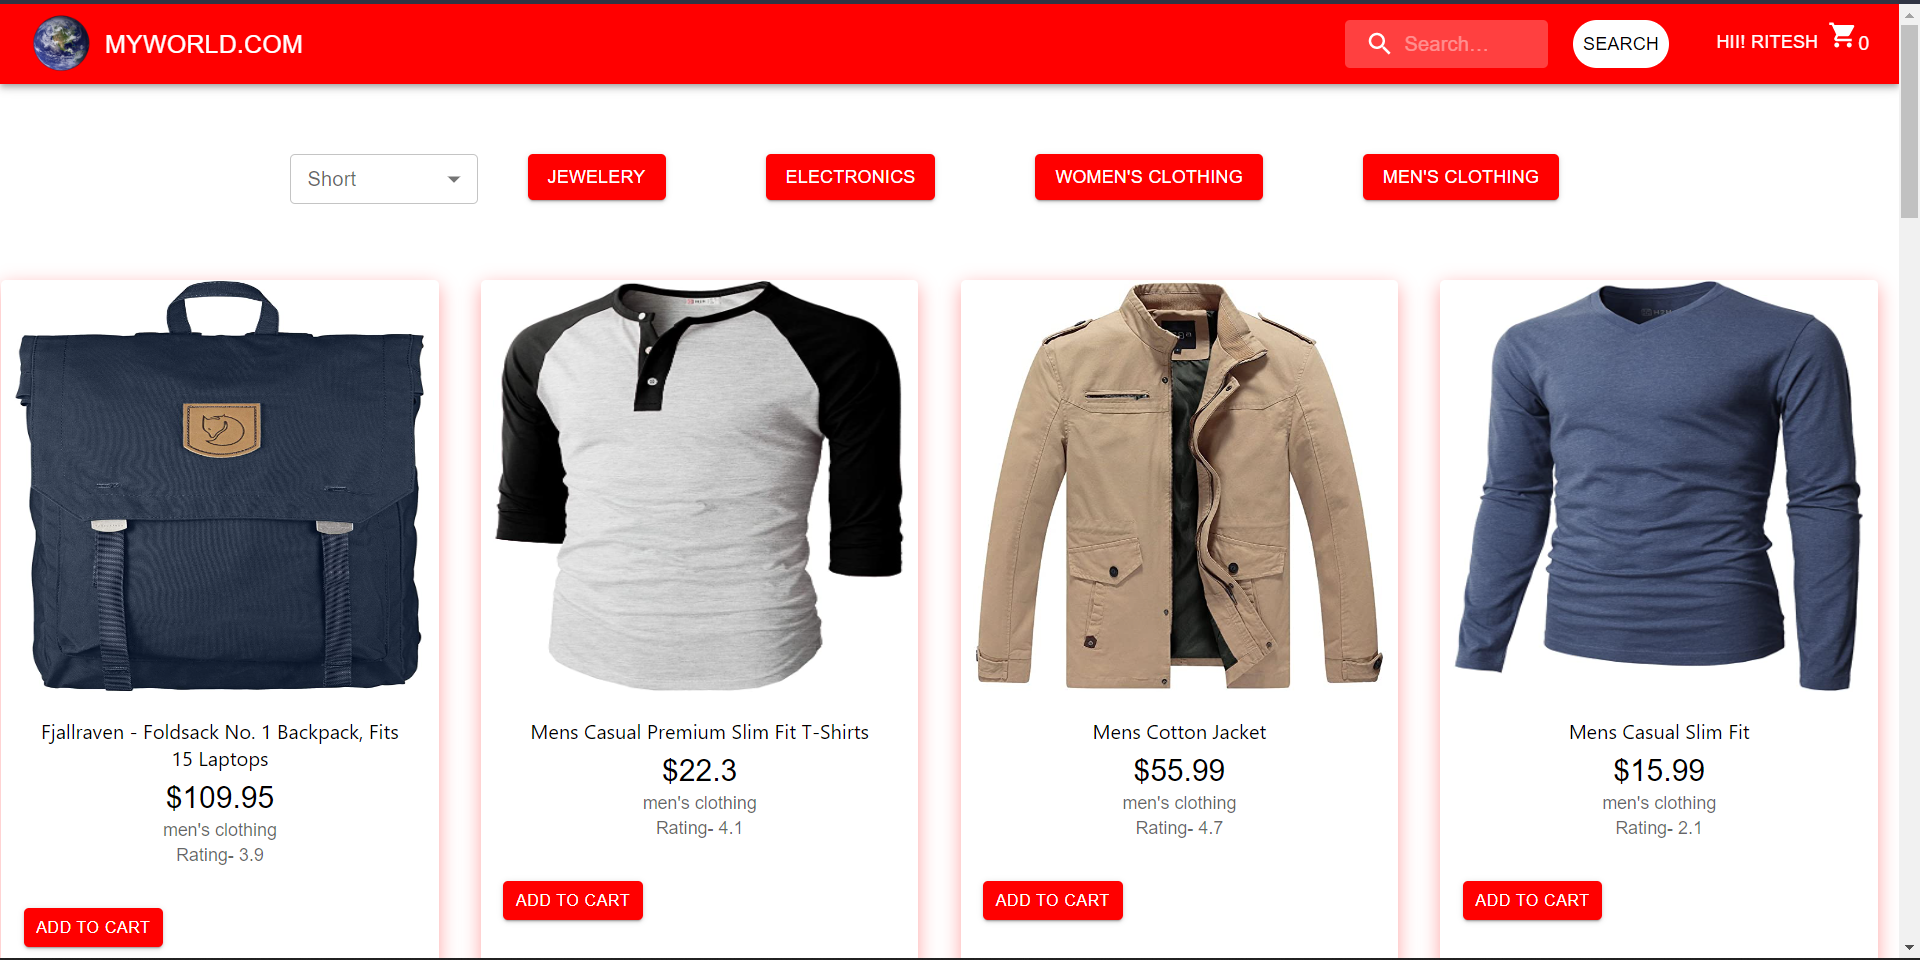 MYWORLD.COM
Search...
SEARCH
HII! RITESH
0
Short
JEWELERY
ELECTRONICS
WOMEN'S CLOTHING
MEN'S CLOTHING
Fjallraven - Foldsack No. 1 Backpack, Fits
15 Laptops
$109.95
men's clothing
Rating- 3.9
ADD TO CART
Mens Casual Premium Slim Fit T-Shirts
$22.3
men's clothing
Rating- 4.1
ADD TO CART
Mens Cotton Jacket
$55.99
men's clothing
Rating- 4.7
ADD TO CART
Mens Casual Slim Fit
$15.99
men's clothing
Rating- 2.1
ADD TO CART